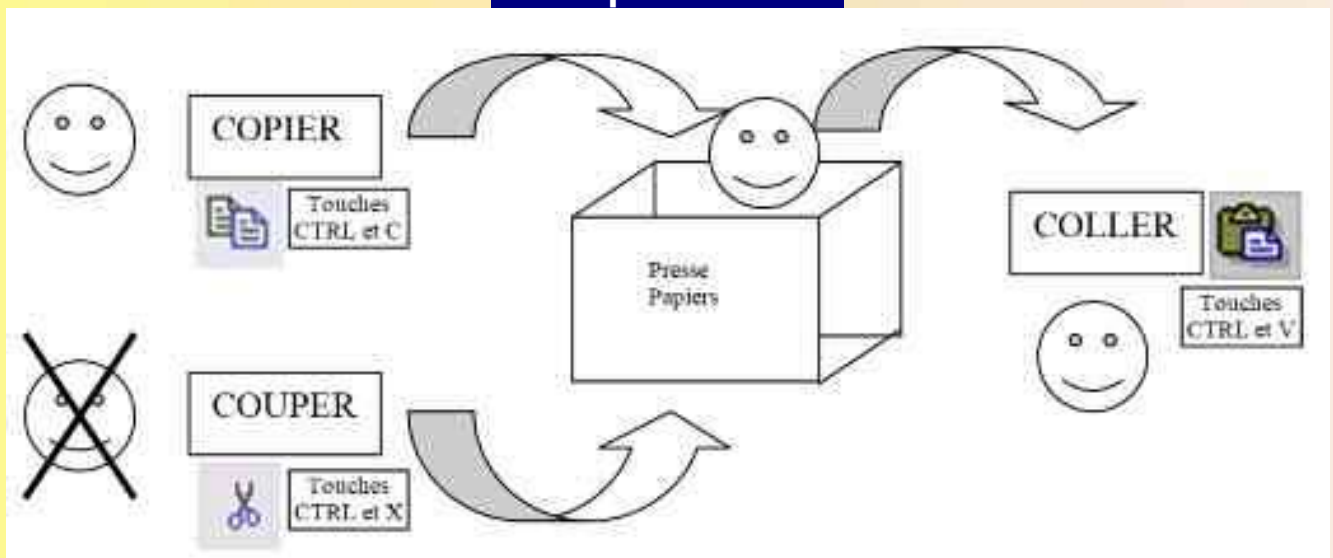 COPIER
Touches
CTRL et C
Presse
Papiers
COLLER
Touches
CTRL et V
COUPER
Touches
CTRL et X